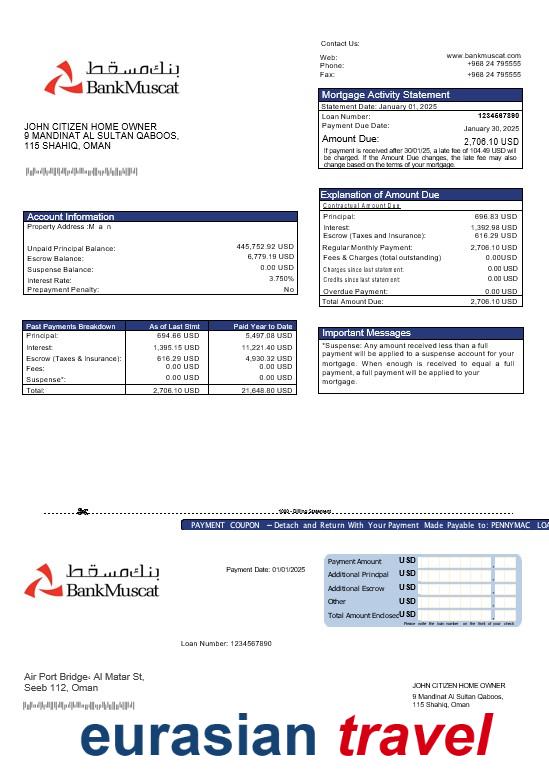 Contact Us:
Web: www.bankmuscat.com
Phone: +968 24 795555
Fax: +968 24 795555
بنك مسقط
BankMuscat
Mortgage Activity Statement
Statement Date: January 01, 2025
Loan Number: 1234567890
Payment Due Date: January 30, 2025
Amount Due: 2,706.10 USD
If payment is received after 30/01/25, a late fee of 104.49 USD will
be charged. If the Amount Due changes, the late fee may also
change based on the terms of your mortgage.
JOHN CITIZEN HOME OWNER
9 MANDINAT Al SULTAN QABOOS,
115 SHAHIQ, OMAN
Explanation of Amount Due
Contractual Amount Due
Principal: 696.83 USD
Interest: 1,392.98 USD
Escrow (Taxes and Insurance): 616.29 USD
Regular Monthly Payment: 2,706.10 USD
Fees & Charges (total outstanding) 0.00USD
Charges since last statement: 0.00 USD
Credits since last statement: 0.00 USD
Overdue Payment: 0.00 USD
Total Amount Due: 2,706.10 USD
Account Information
Property Address :M a n
Unpaid Principal Balance: 445,752.92 USD
Escrow Balance: 6,779.19 USD
Suspense Balance: 0.00 USD
Interest Rate: 3.750%
Prepayment Penalty: No
Past Payments Breakdown As of Last Stmt Paid Year to Date
Principal: 694.66 USD 5,497.08 USD
Interest: 1,395.15 USD 11,221.40 USD
Escrow (Taxes & Insurance): 616.29 USD 4,930.32 USD
Fees: 0.00 USD 0.00 USD
Suspense*: 0.00 USD 0.00 USD
Total: 2,706.10 USD 21,648.80 USD
Important Messages
*Suspense: Any amount received less than a full
payment will be applied to a suspense account for your
mortgage. When enough is received to equal a full
payment, a full payment will be applied to your
mortgage.
Billing Statement
PAYMENT COUPON – Detach and Return With Your Payment Made Payable to: PENNYMAC LOA
بنك مسقط
BankMuscat
Payment Date: 01/01/2025
Payment Amount USD
Additional Principal USD
Additional Escrow USD
Other USD
Total Amount Enclosed USD
Please write the loan number on the front of your check
Loan Number: 1234567890
Air Port Bridge- Al Matar St,
Seeb 112, Oman
JOHN CITIZEN HOME OWNER
9 Mandinat Al Sultan Qaboos,
115 Shahiq, Oman
eurasian travel